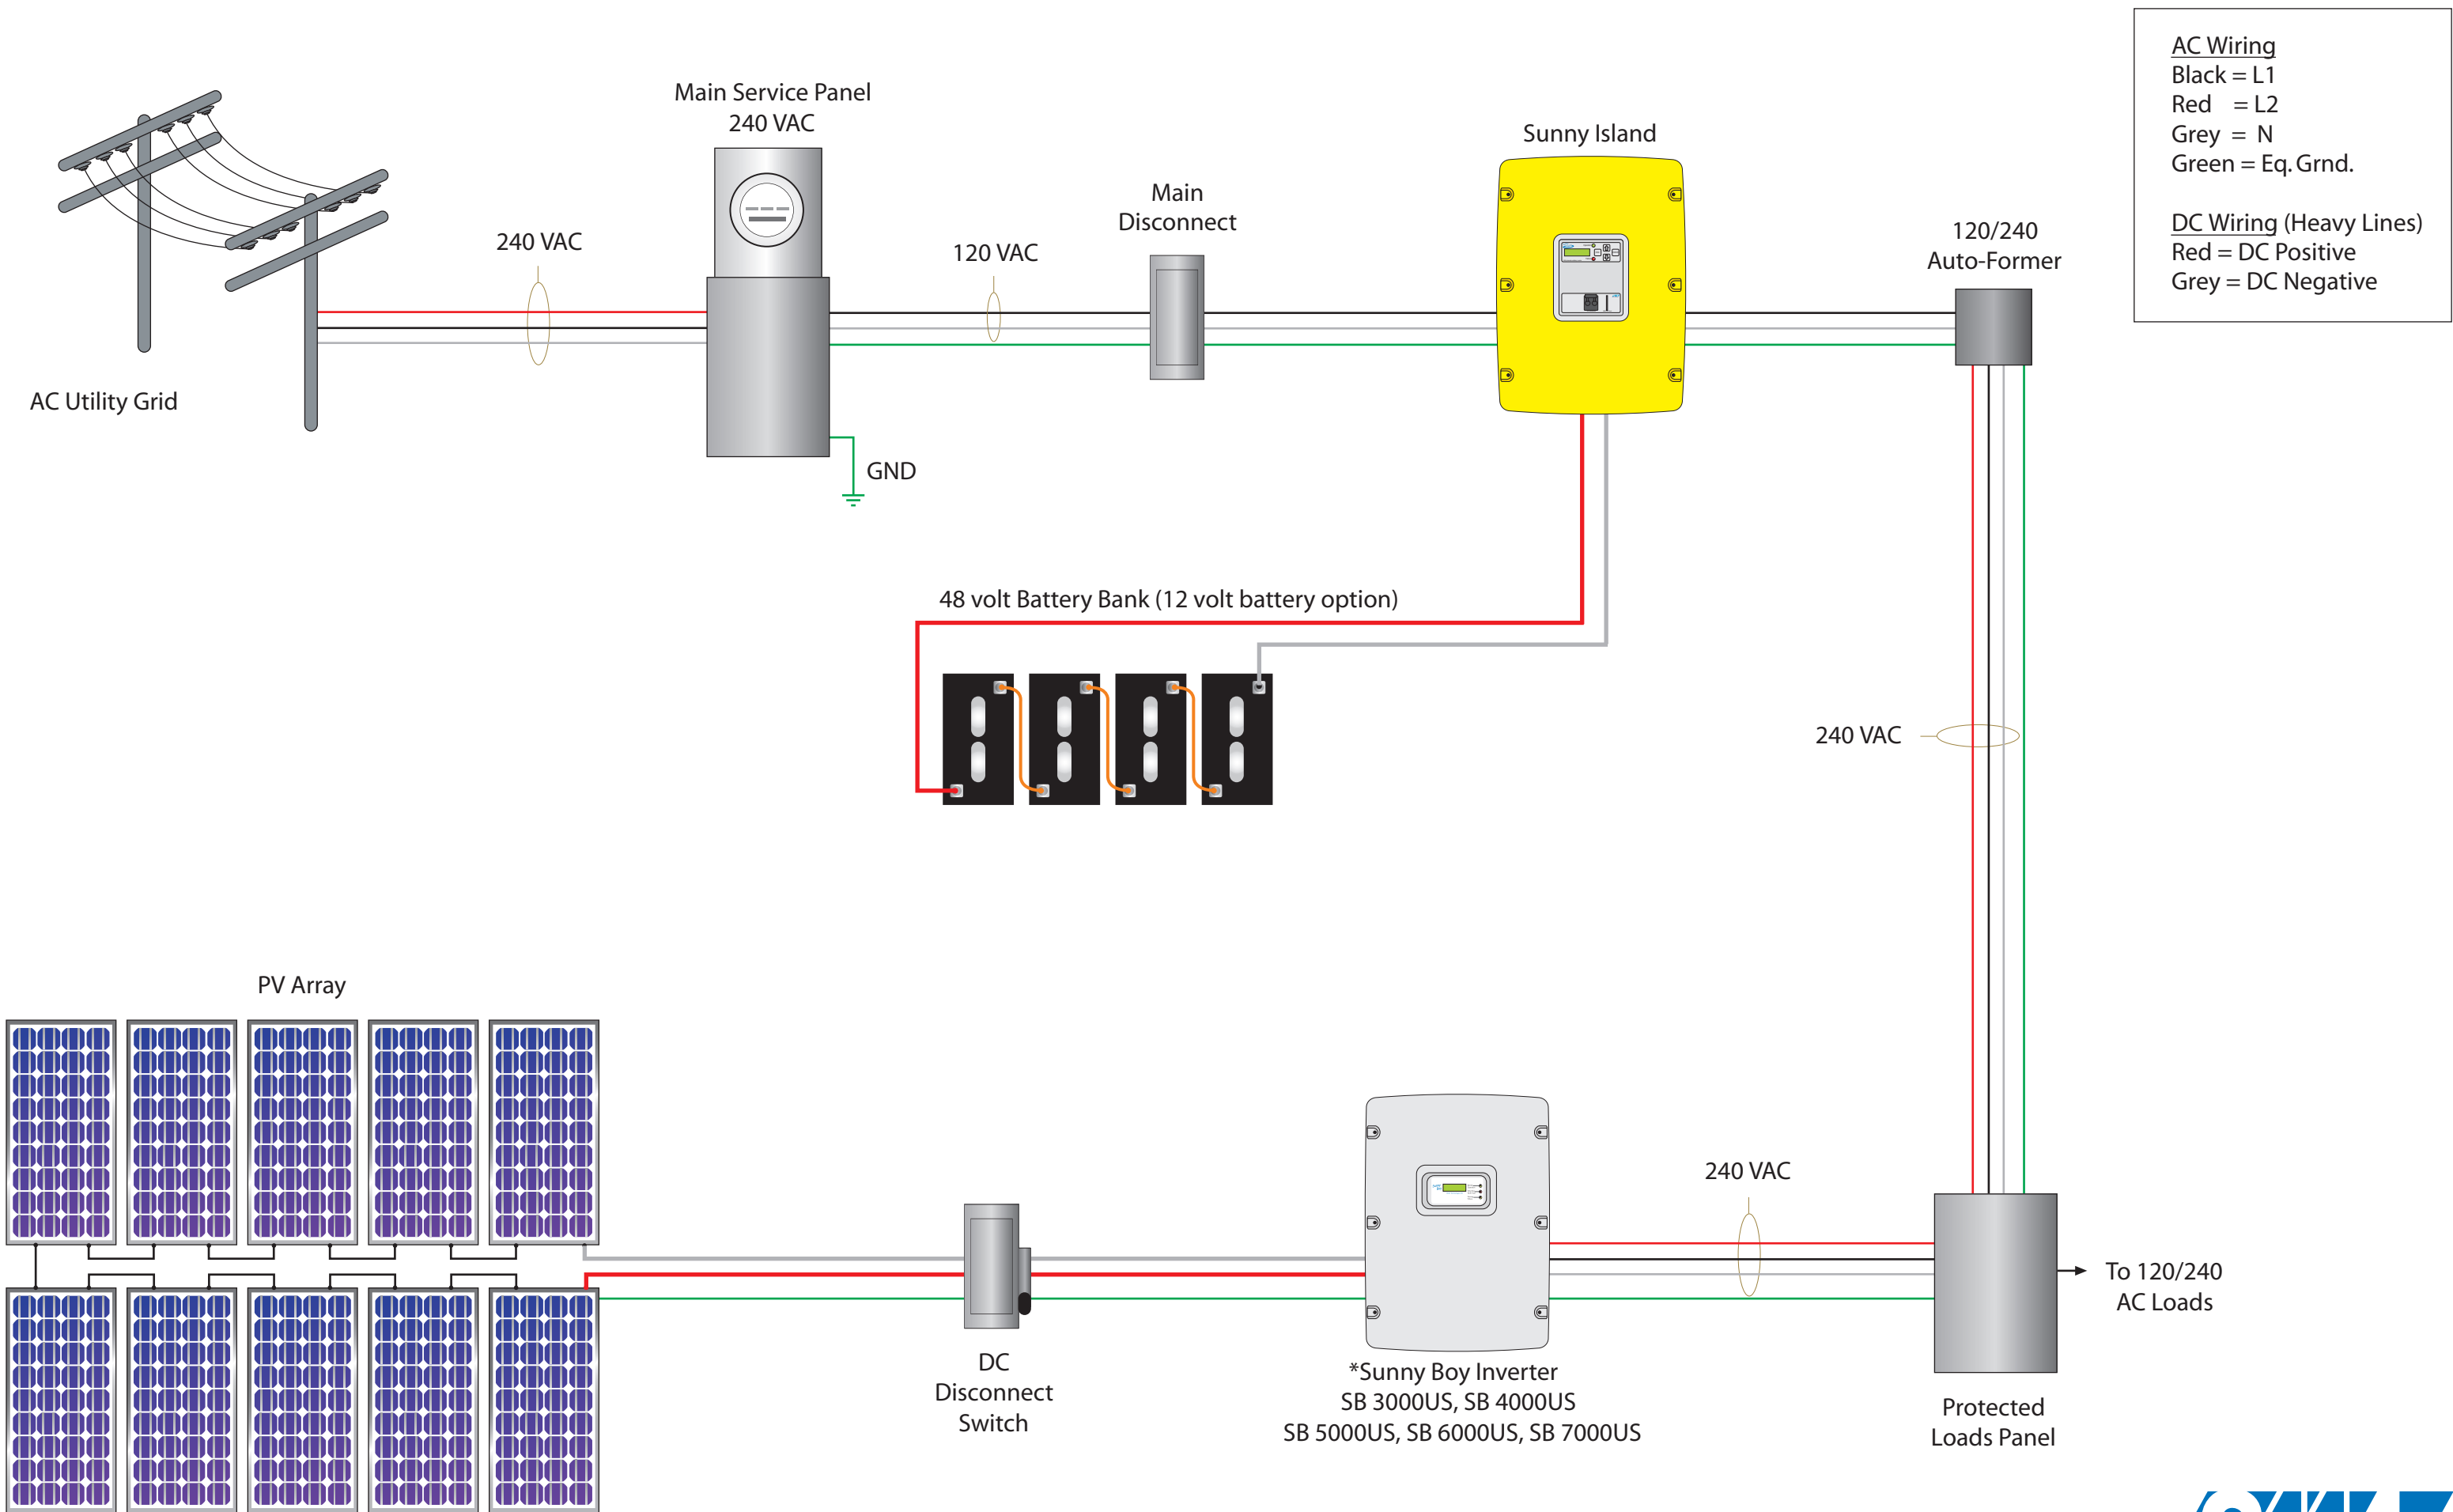 AC Wiring
Black = L1
Red = L2
Grey = N
Green = Eq. Grnd.
DC Wiring (Heavy Lines)
Red = DC Positive
Grey = DC Negative
Main Service Panel
240 VAC
Sunny Island
Main
Disconnect
120/240
Auto-Former
240 VAC
120 VAC
AC Utility Grid
GND
48 volt Battery Bank (12 volt battery option)
240 VAC
PV Array
240 VAC
To 120/240
AC Loads
DC
Disconnect
Switch
*Sunny Boy Inverter
SB 3000US, SB 4000US
SB 5000US, SB 6000US, SB 7000US
Protected
Loads Panel